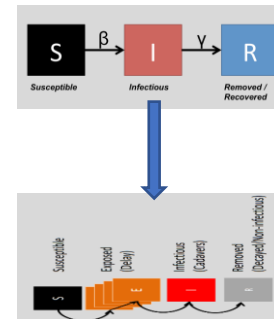 β
γ
S
I
R
Susceptible
Infectious
Removed /
Recovered
Susceptible
Exposed
(Delay)
Infectious
(Cadavers)
Removed
(Decayed/Non-infectious)
S
E
I
R